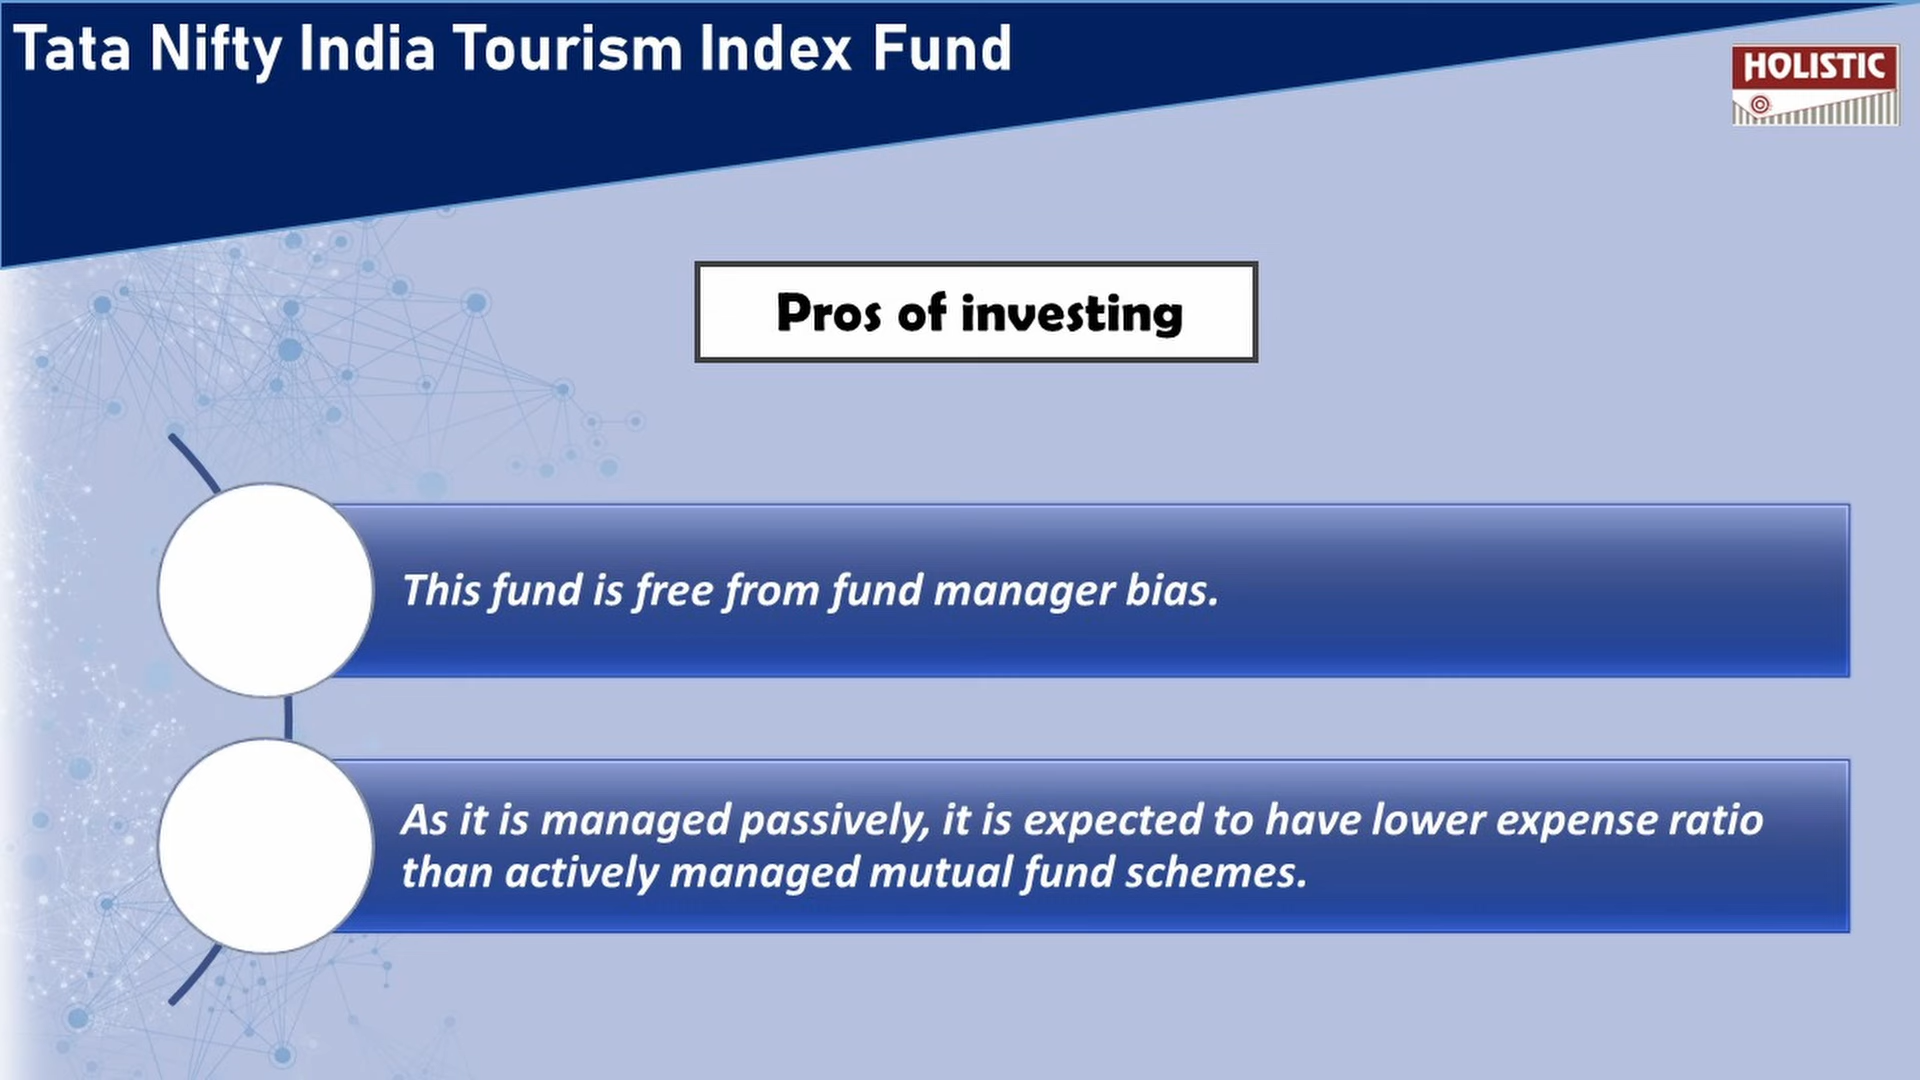 Tata Nifty India Tourism Index Fund
HOLISTIC
Pros of investing
This fund is free from fund manager bias.
As it is managed passively, it is expected to have lower expense ratio
than actively managed mutual fund schemes.